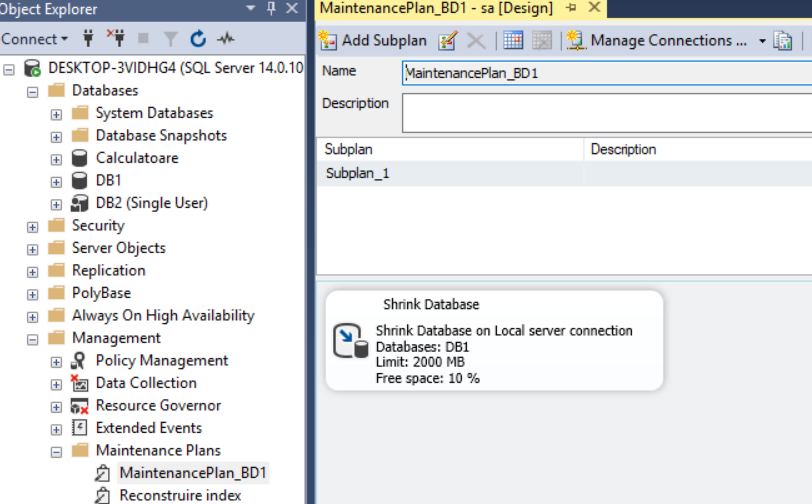 Object Explorer
Connect
DESKTOP-3VIDHG4 (SQL Server 14.0.10
Databases
System Databases
Database Snapshots
Calculatoare
DB1
DB2 (Single User)
Security
Server Objects
Replication
PolyBase
Always On High Availability
Management
Policy Management
Data Collection
Resource Governor
Extended Events
Maintenance Plans
MaintenancePlan_BD1
Reconstruire index
MaintenancePlan_BD1 - sa [Design]
Add Subplan Manage Connections ...
Name MaintenancePlan_BD1
Description
Subplan Description
Subplan_1
Shrink Database
Shrink Database on Local server connection
Databases: DB1
Limit: 2000 MB
Free space: 10 %